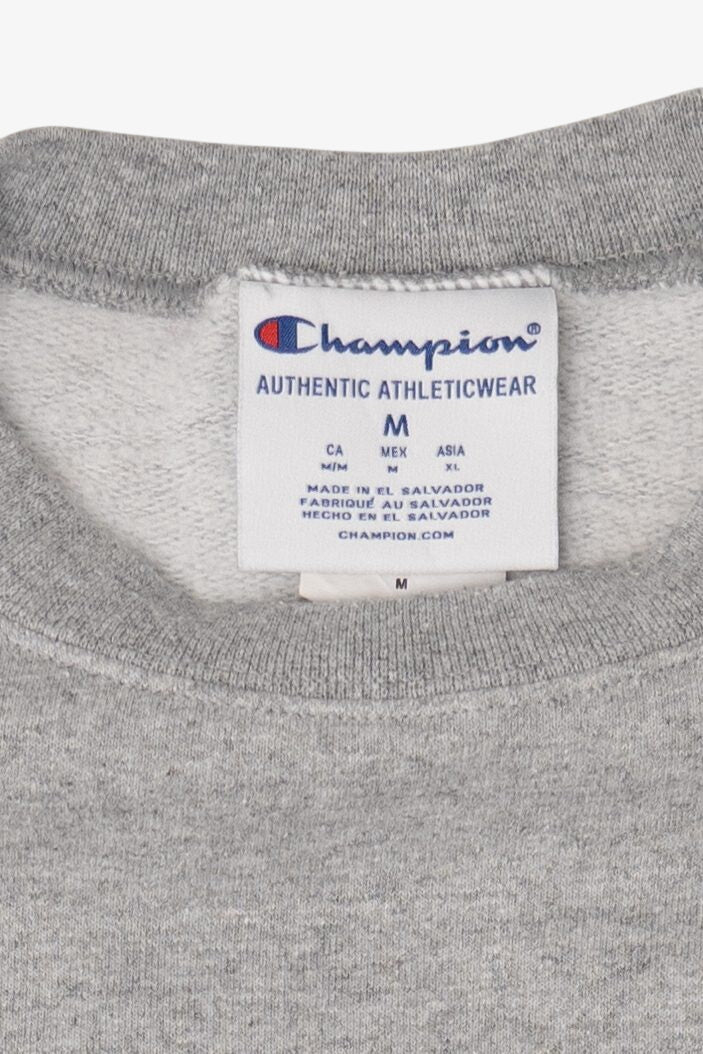 Champion®
AUTHENTIC ATHLETICWEAR
M
CA MEX ASIA
M/M M XL
MADE IN EL SALVADOR
FABRIQUÉ AU SALVADOR
HECHO EN EL SALVADOR
CHAMPION.COM
M